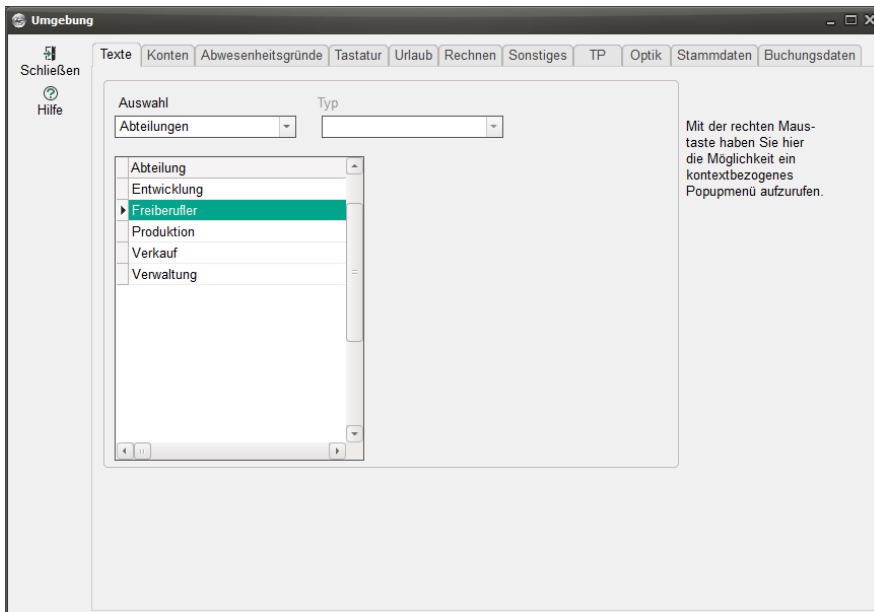 Umgebung
Schließen
Hilfe
Texte Konten Abwesenheitsgründe Tastatur Urlaub Rechnen Sonstiges TP Optik Stammdaten Buchungsdaten
Auswahl Typ
Abteilungen
Abteilung
Entwicklung
Freiberufler
Produktion
Verkauf
Verwaltung
Mit der rechten Maus-
taste haben Sie hier
die Möglichkeit ein
kontextbezogenes
Popupmenü aufzurufen.